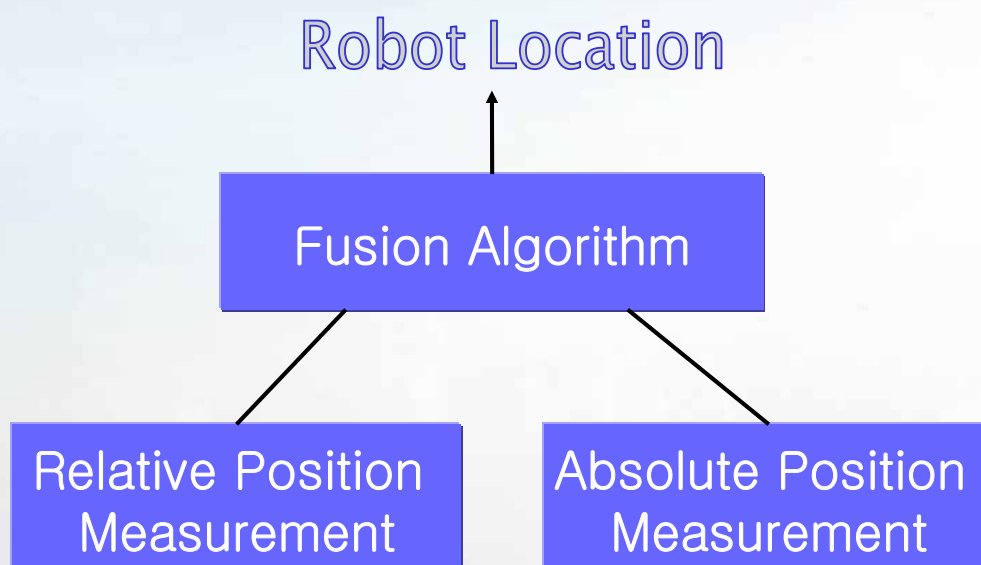 Robot Location
Fusion Algorithm
Relative Position
Measurement
Absolute Position
Measurement